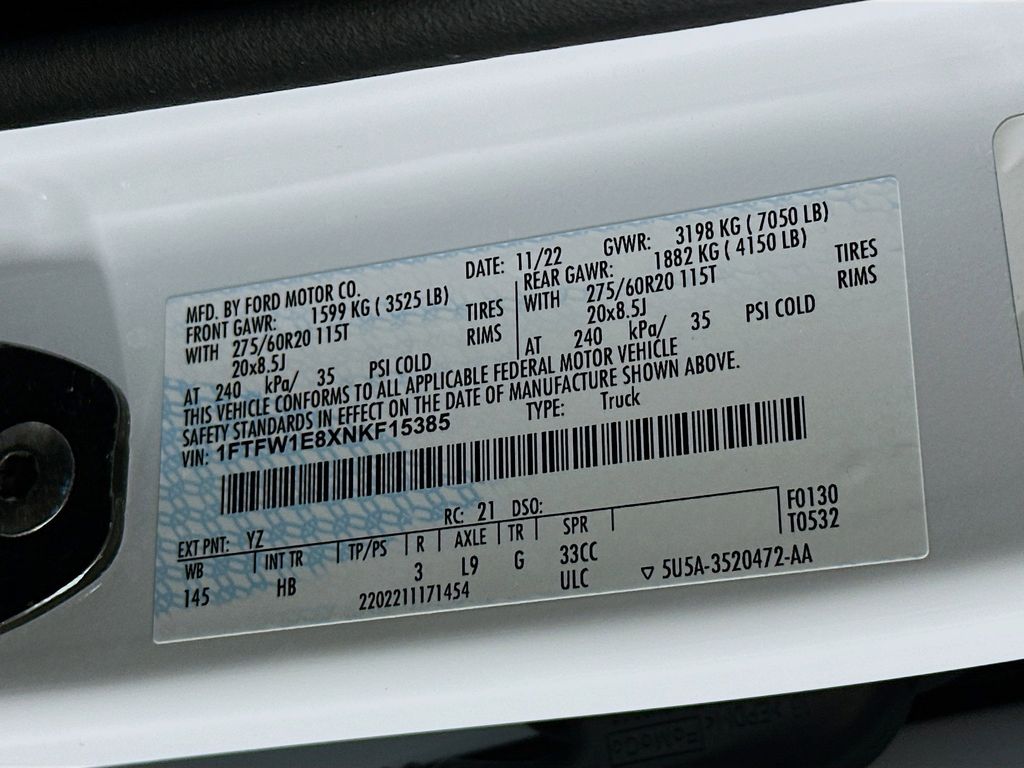 MFD. BY FORD MOTOR CO.
DATE: 11/22 GVWR: 3198 KG ( 7050 LB)
FRONT GAWR: 1599 KG ( 3525 LB)
WITH 275/60R20 115T TIRES
20x8.5J RIMS
AT 240 kPa/ 35 PSI COLD
REAR GAWR: 1882 KG ( 4150 LB)
WITH 275/60R20 115T TIRES
20x8.5J RIMS
AT 240 kPa/ 35 PSI COLD
THIS VEHICLE CONFORMS TO ALL APPLICABLE FEDERAL MOTOR VEHICLE
SAFETY STANDARDS IN EFFECT ON THE DATE OF MANUFACTURE SHOWN ABOVE.
VIN: 1FTFW1E8XNKF15385 TYPE: Truck
EXT PNT: YZ RC: 21 DSO:
WB INT TR TP/PS R AXLE TR SPR
145 HB 3 L9 G 33CC
2202211171454 ULC
F0130
T0532
5U5A-3520472-AA